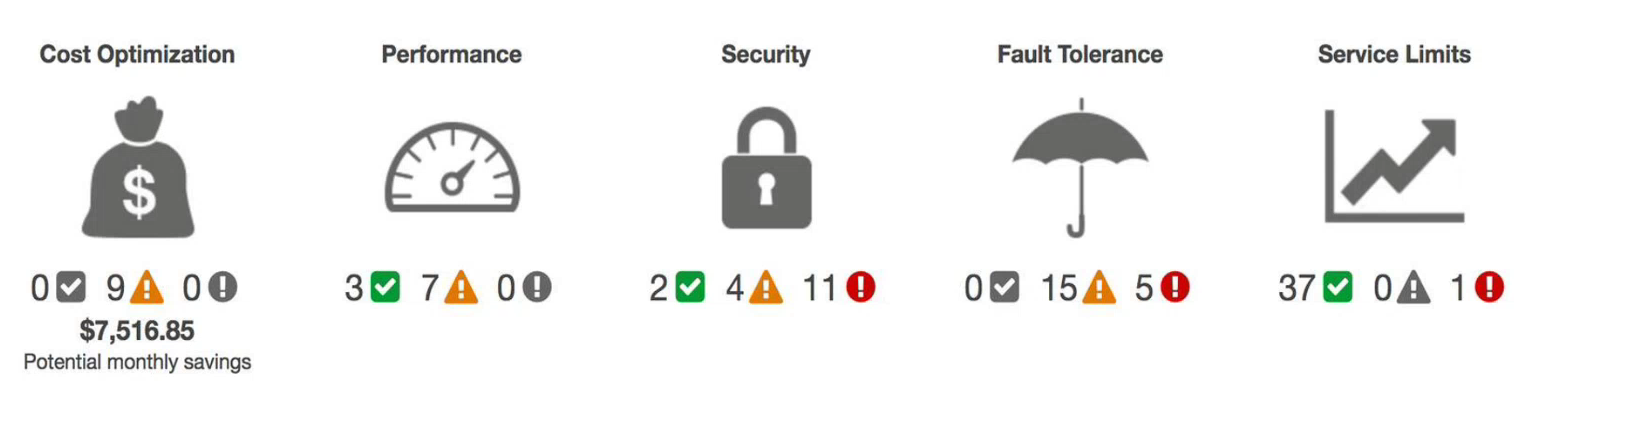 Cost Optimization
Performance
Security
Fault Tolerance
Service Limits
$
0 9 0
3 7 0
2 4 11
0 15 5
37 0 1
$7,516.85
Potential monthly savings